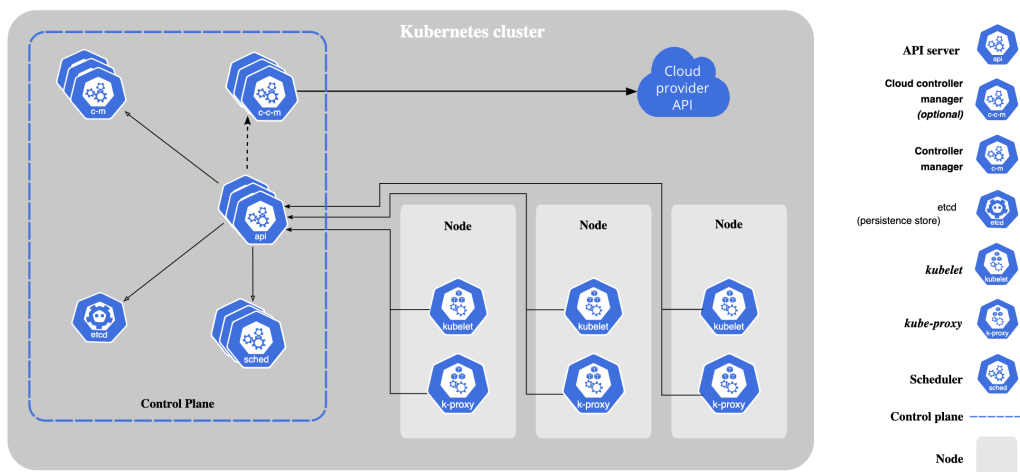 Kubernetes cluster
c-m
c-c-m
Cloud
provider
API
api
etcd
sched
Control Plane
Node
kubelet
k-proxy
Node
kubelet
k-proxy
Node
kubelet
k-proxy
API server
api
Cloud controller
manager
(optional)
c-c-m
Controller
manager
c-m
etcd
(persistence store)
etcd
kubelet
kubelet
kube-proxy
k-proxy
Scheduler
sched
Control plane
Node